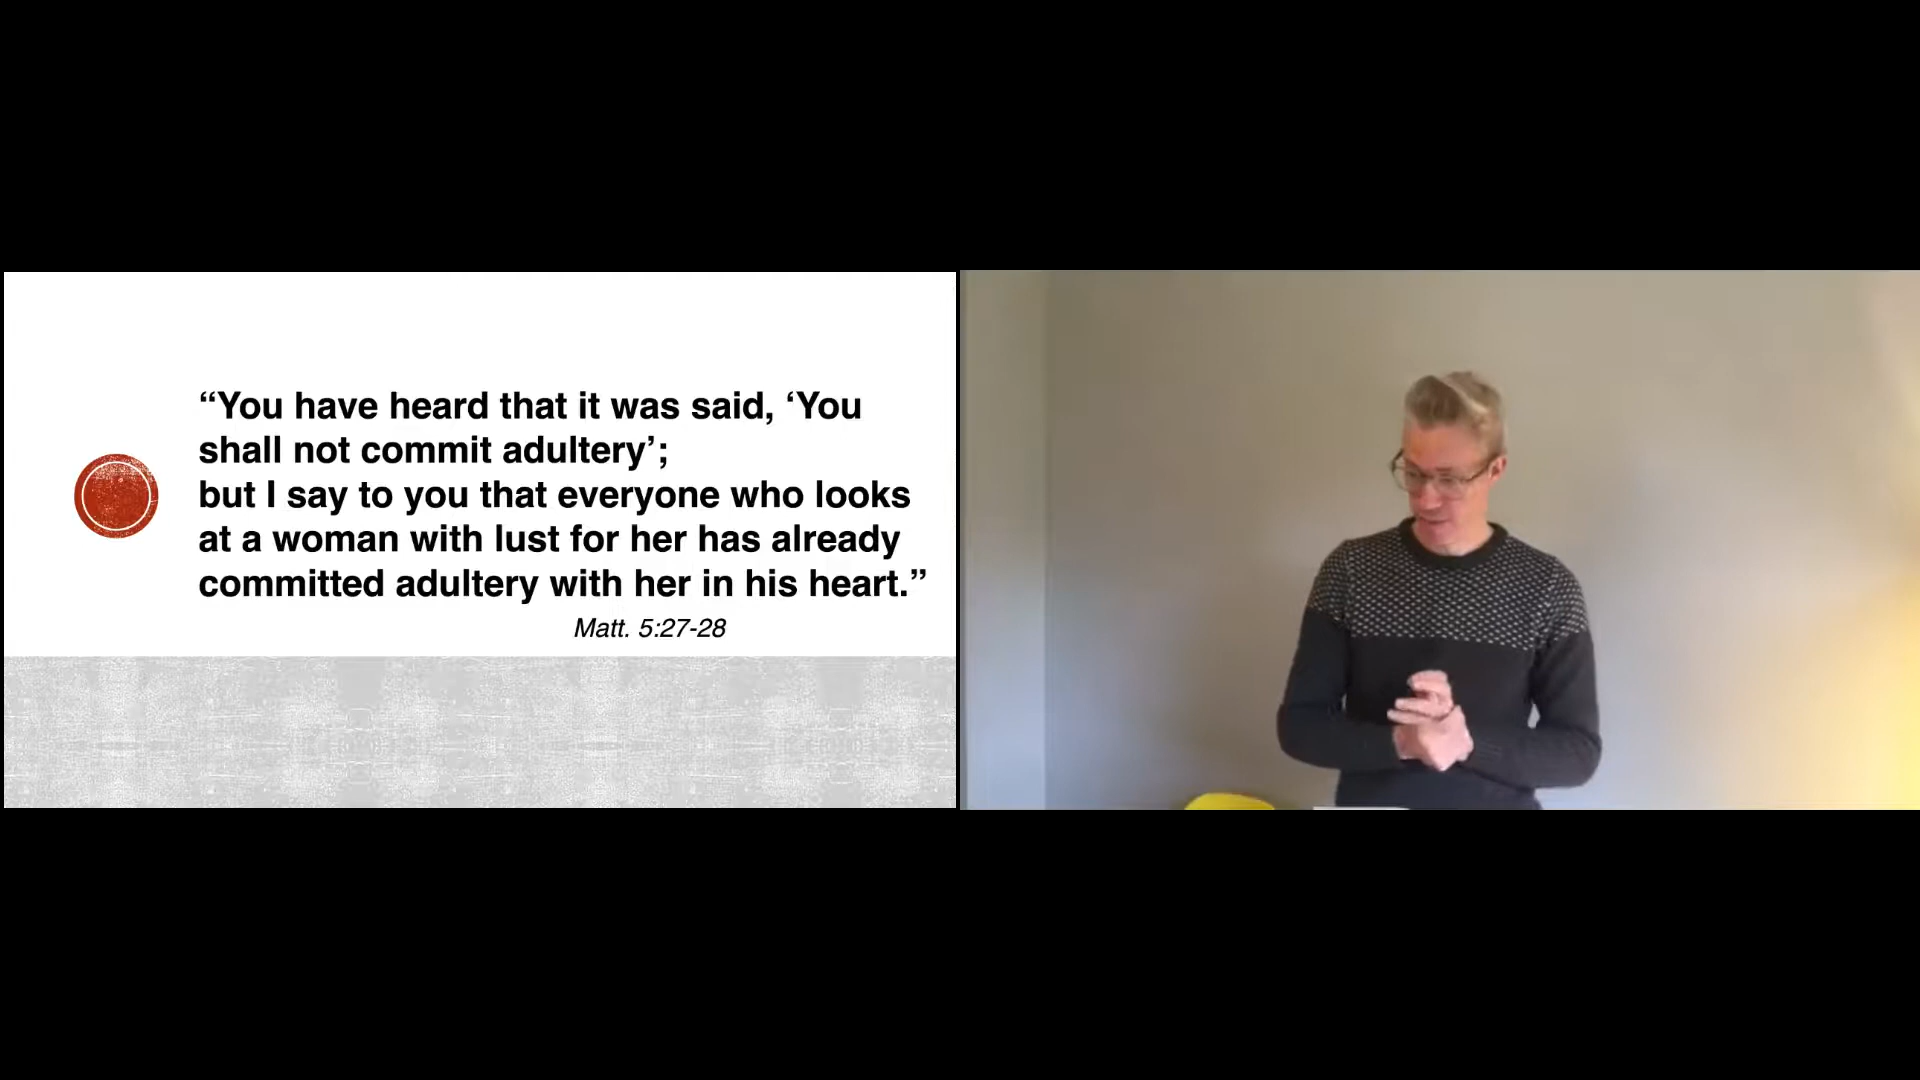 “You have heard that it was said, ‘You
shall not commit adultery’;
but I say to you that everyone who looks
at a woman with lust for her has already
committed adultery with her in his heart.”
Matt. 5:27-28